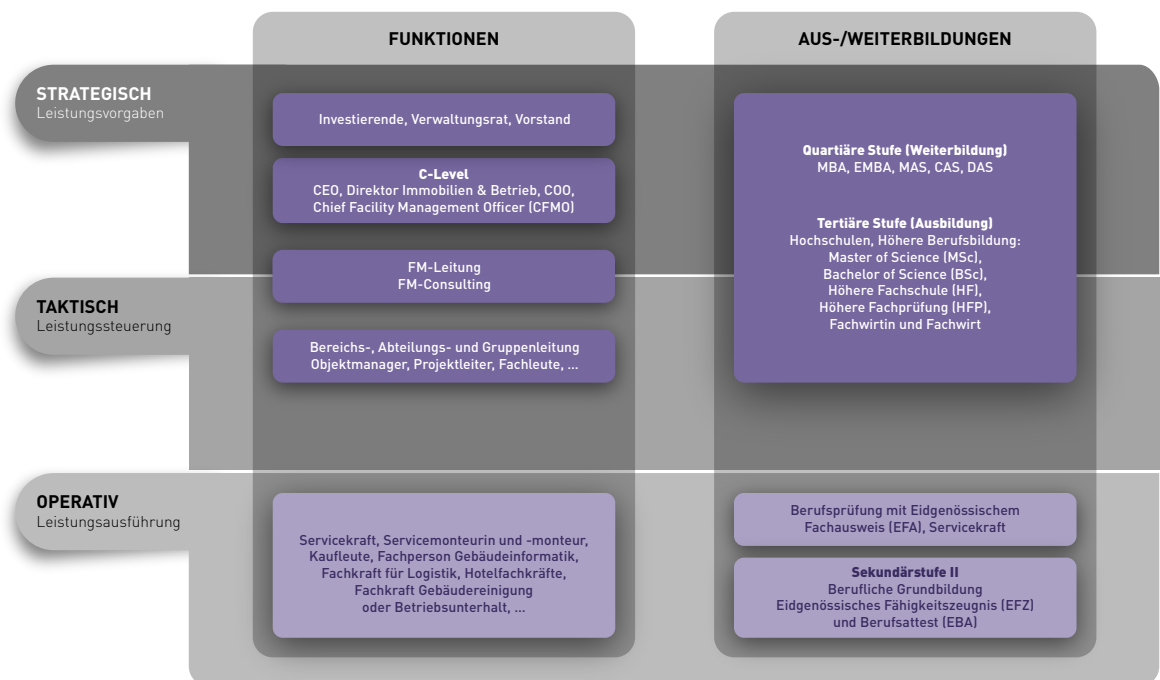 FUNKTIONEN
AUS-/WEITERBILDUNGEN
STRATEGISCH
Leistungsvorgaben
Investierende, Verwaltungsrat, Vorstand
C-Level
CEO, Direktor Immobilien & Betrieb, COO,
Chief Facility Management Officer (CFMO)
FM-Leitung
FM-Consulting
Quartiäre Stufe (Weiterbildung)
MBA, EMBA, MAS, CAS, DAS
Tertiäre Stufe (Ausbildung)
Hochschulen, Höhere Berufsbildung:
Master of Science (MSc),
Bachelor of Science (BSc),
Höhere Fachschule (HF),
Höhere Fachprüfung (HFP),
Fachwirtin und Fachwirt
TAKTISCH
Leistungssteuerung
Bereichs-, Abteilungs- und Gruppenleitung
Objektmanager, Projektleiter, Fachleute, ...
OPERATIV
Leistungsausführung
Servicekraft, Servicemonteurin und -monteur,
Kaufleute, Fachperson Gebäudeinformatik,
Fachkraft für Logistik, Hotelfachkräfte,
Fachkraft Gebäudereinigung
oder Betriebsunterhalt, ...
Berufsprüfung mit Eidgenössischem
Fachausweis (EFA), Servicekraft
Sekundärstufe II
Berufliche Grundbildung
Eidgenössisches Fähigkeitszeugnis (EFZ)
und Berufsattest (EBA)